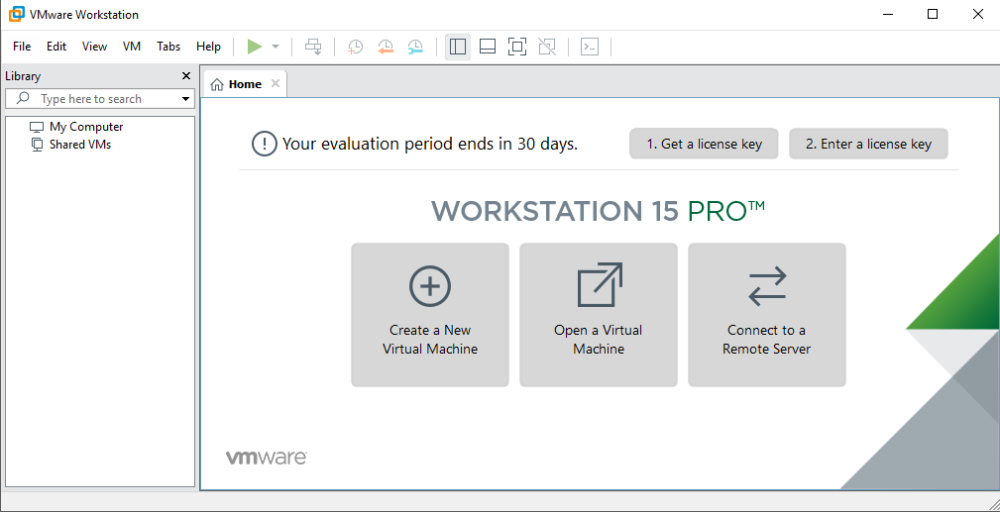 VMware Workstation
File Edit View VM Tabs Help
Library
Type here to search
My Computer
Shared VMs
Home
Your evaluation period ends in 30 days.
1. Get a license key
2. Enter a license key
WORKSTATION 15 PRO™
Create a New
Virtual Machine
Open a Virtual
Machine
Connect to a
Remote Server
vmware